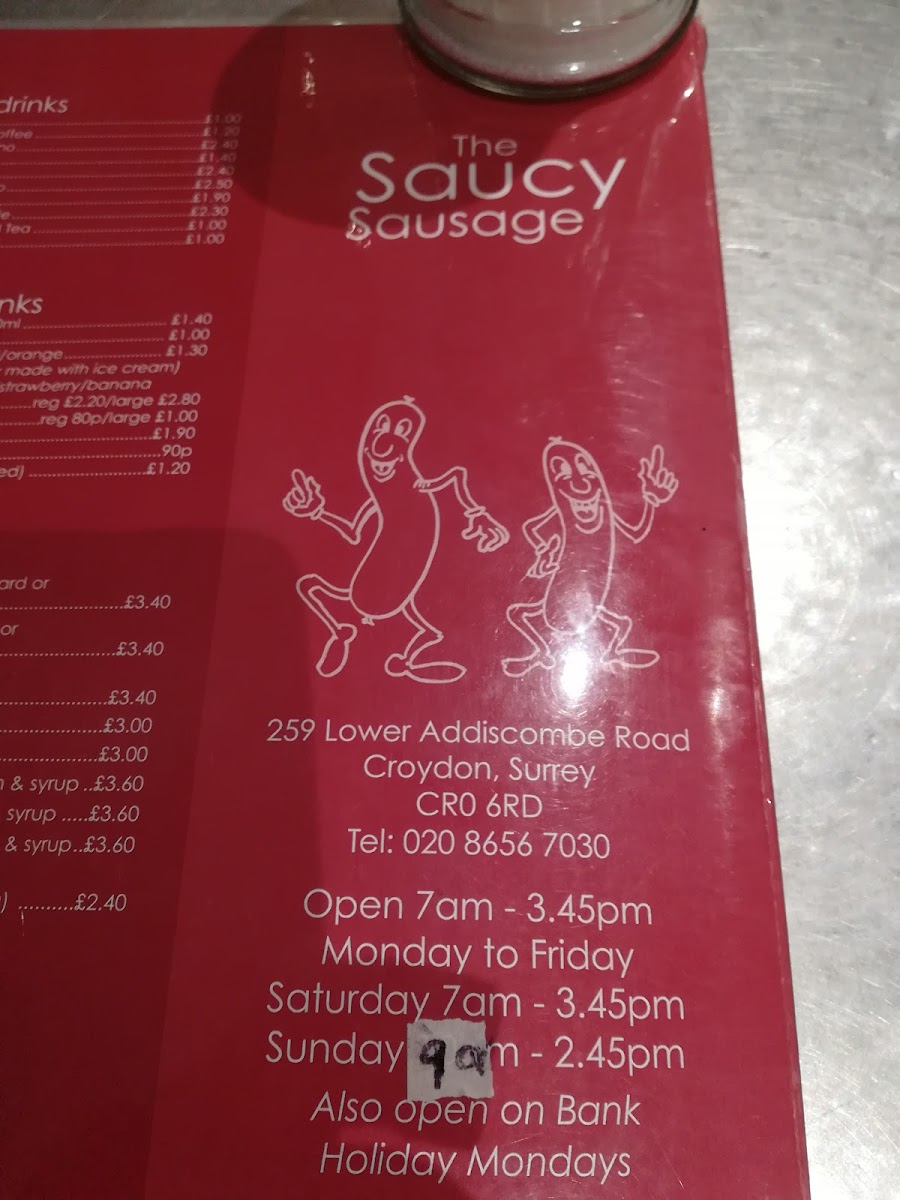 drinks
£1.00
£1.20
£2.40
£1.40
£2.40
£2.50
£1.90
£2.30
Tea £1.00
£1.00
£1.40
£1.00
/orange £1.30
made with ice cream)
strawberry/banana
reg £2.20/large £2.80
reg 80p/large £1.00
£1.90
90p
£1.20
or
£3.40
or
£3.40
£3.40
£3.00
£3.00
& syrup ..£3.60
syrup .....£3.60
& syrup..£3.60
..........£2.40
The
Saucy
Sausage
259 Lower Addiscombe Road
Croydon, Surrey
CR0 6RD
Tel: 020 8656 7030
Open 7am - 3.45pm
Monday to Friday
Saturday 7am - 3.45pm
Sunday 9am - 2.45pm
Also open on Bank
Holiday Mondays